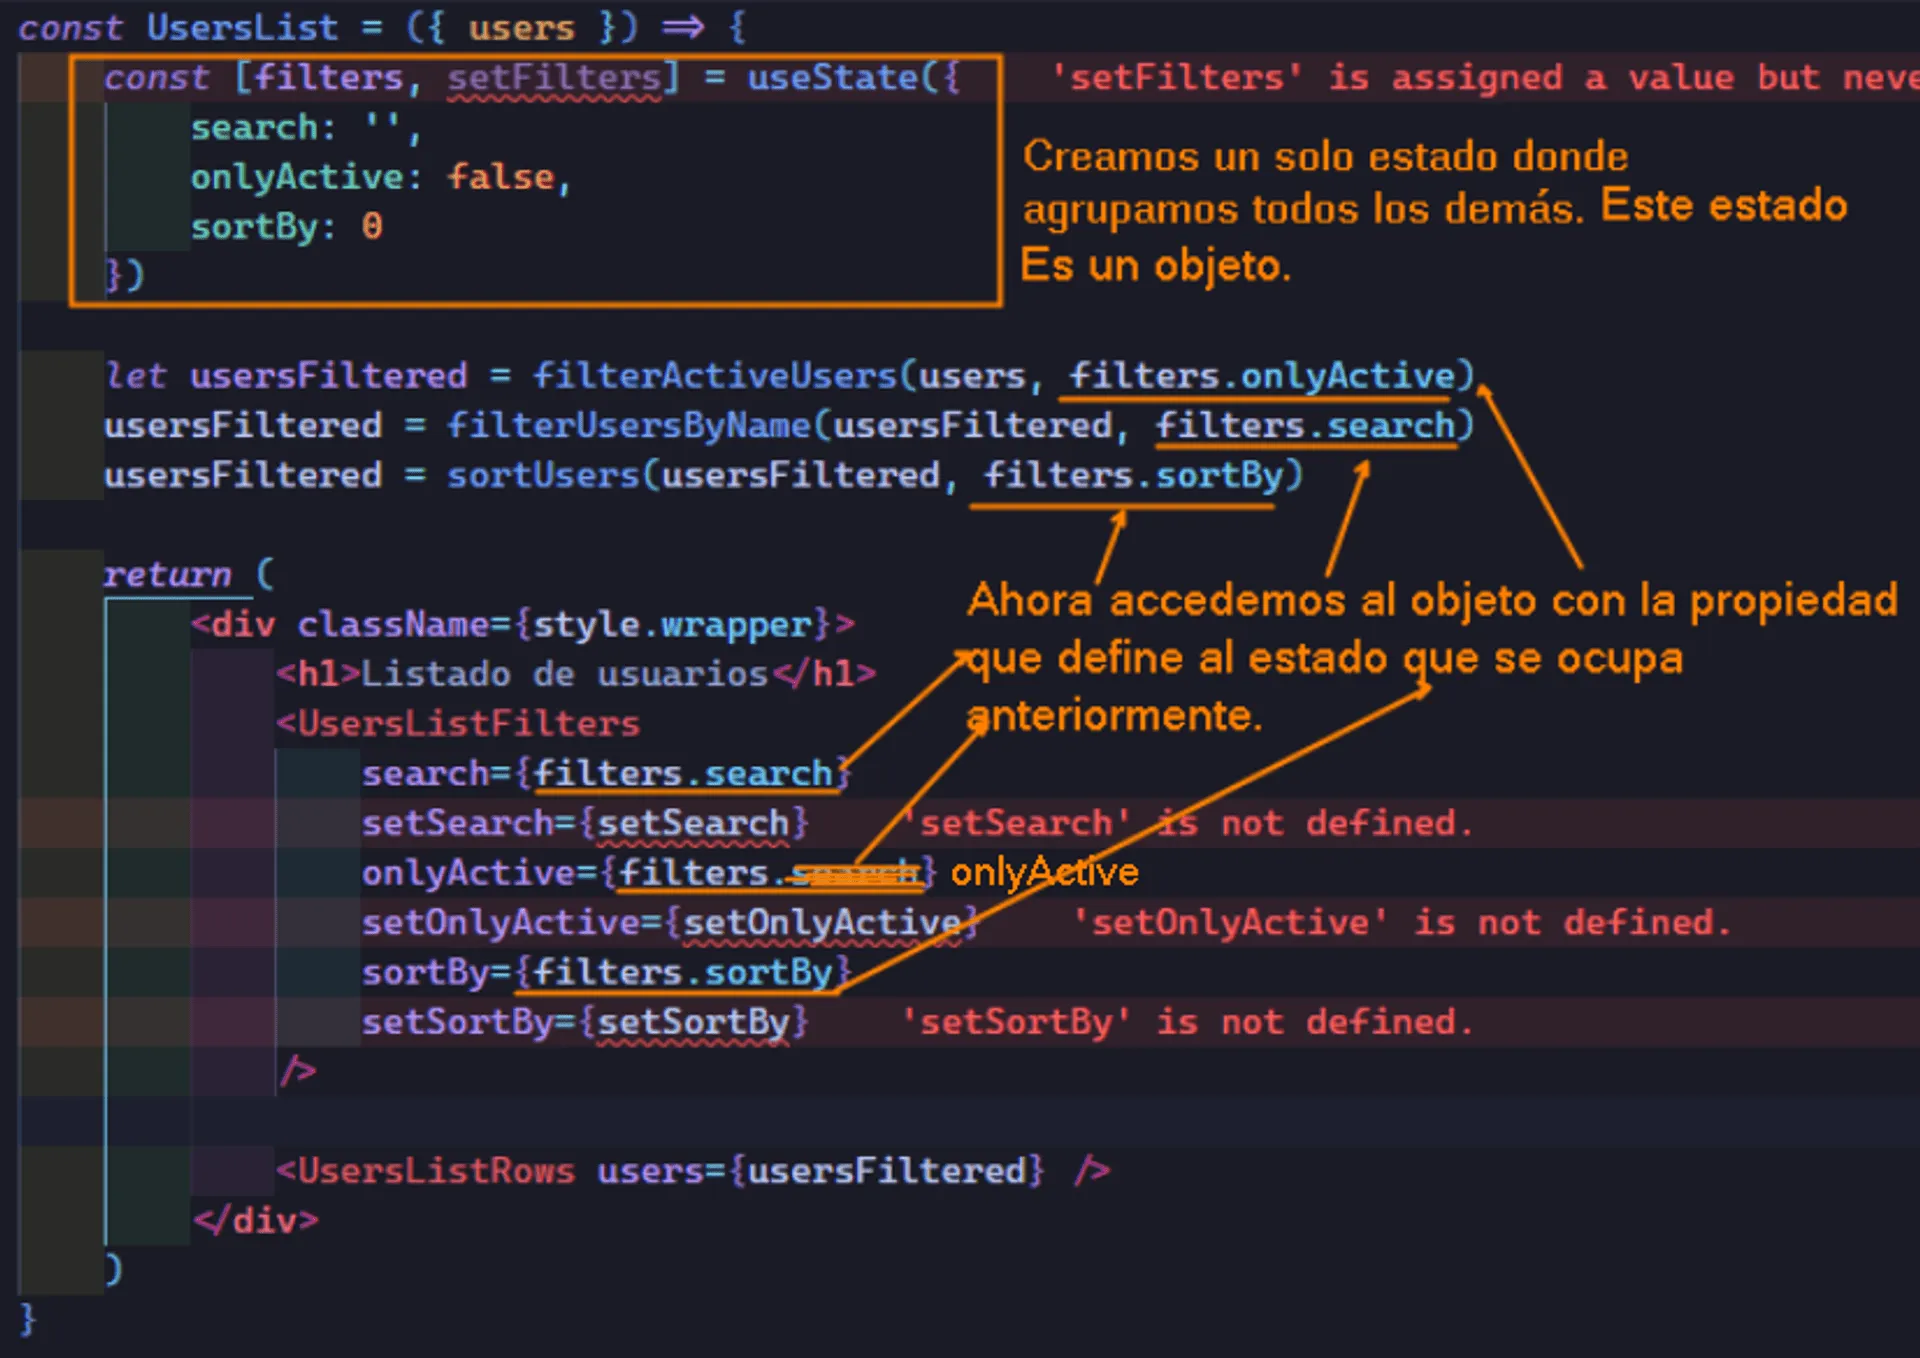 const UsersList = ({ users }) => {
const [filters, setFilters] = useState({ 'setFilters' is assigned a value but neve
search: '',
onlyActive: false,
sortBy: 0
})
Creamos un solo estado donde
agrupamos todos los demás. Este estado
Es un objeto.
let usersFiltered = filterActiveUsers(users, filters.onlyActive)
usersFiltered = filterUsersByName(usersFiltered, filters.search)
usersFiltered = sortUsers(usersFiltered, filters.sortBy)
Ahora accedemos al objeto con la propiedad
que define al estado que se ocupa
anteriormente.
return (
<div className={style.wrapper}>
<h1>Listado de usuarios</h1>
<UsersListFilters
search={filters.search}
setSearch={setSearch} 'setSearch' is not defined.
onlyActive={filters.search} onlyActive
setOnlyActive={setOnlyActive} 'setOnlyActive' is not defined.
sortBy={filters.sortBy}
setSortBy={setSortBy} 'setSortBy' is not defined.
/>
<UsersListRows users={usersFiltered} />
</div>
)
}